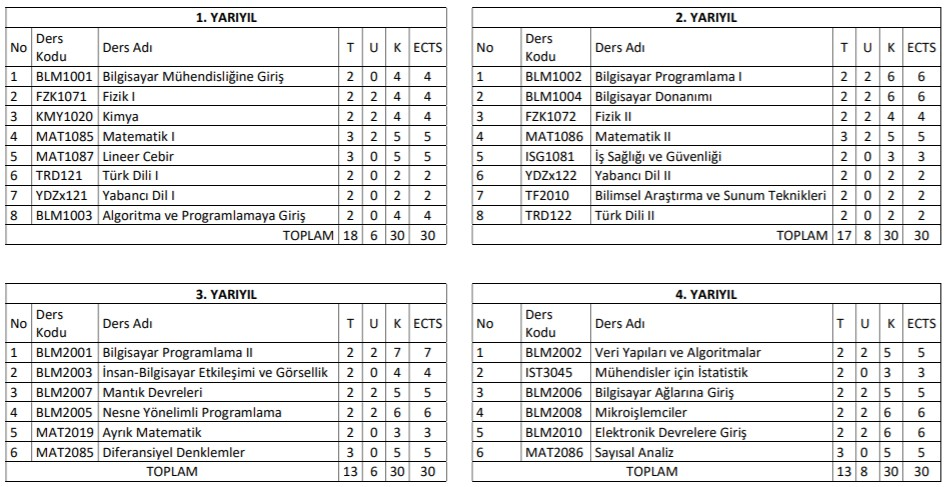 1. YARIYIL
No Ders Kodu Ders Adı T U K ECTS
1 BLM1001 Bilgisayar Mühendisliğine Giriş 2 0 4 4
2 FZK1071 Fizik I 2 2 4 4
3 KMY1020 Kimya 2 2 4 4
4 MAT1085 Matematik I 3 2 5 5
5 MAT1087 Lineer Cebir 3 0 5 5
6 TRD121 Türk Dili I 2 0 2 2
7 YDZx121 Yabancı Dil I 2 0 2 2
8 BLM1003 Algoritma ve Programlamaya Giriş 2 0 4 4
TOPLAM 18 6 30 30
2. YARIYIL
No Ders Kodu Ders Adı T U K ECTS
1 BLM1002 Bilgisayar Programlama I 2 2 6 6
2 BLM1004 Bilgisayar Donanımı 2 2 6 6
3 FZK1072 Fizik II 2 2 4 4
4 MAT1086 Matematik II 3 2 5 5
5 ISG1081 İş Sağlığı ve Güvenliği 2 0 3 3
6 YDZx122 Yabancı Dil II 2 0 2 2
7 TF2010 Bilimsel Araştırma ve Sunum Teknikleri 2 0 2 2
8 TRD122 Türk Dili II 2 0 2 2
TOPLAM 17 8 30 30
3. YARIYIL
No Ders Kodu Ders Adı T U K ECTS
1 BLM2001 Bilgisayar Programlama II 2 2 7 7
2 BLM2003 İnsan-Bilgisayar Etkileşimi ve Görsellik 2 0 4 4
3 BLM2007 Mantık Devreleri 2 2 5 5
4 BLM2005 Nesne Yönelimli Programlama 2 2 6 6
5 MAT2019 Ayrık Matematik 2 0 3 3
6 MAT2085 Diferansiyel Denklemler 3 0 5 5
TOPLAM 13 6 30 30
4. YARIYIL
No Ders Kodu Ders Adı T U K ECTS
1 BLM2002 Veri Yapıları ve Algoritmalar 2 2 5 5
2 IST3045 Mühendisler için İstatistik 2 0 3 3
3 BLM2006 Bilgisayar Ağlarına Giriş 2 2 5 5
4 BLM2008 Mikroişlemciler 2 2 6 6
5 BLM2010 Elektronik Devrelere Giriş 2 2 6 6
6 MAT2086 Sayısal Analiz 3 0 5 5
TOPLAM 13 8 30 30